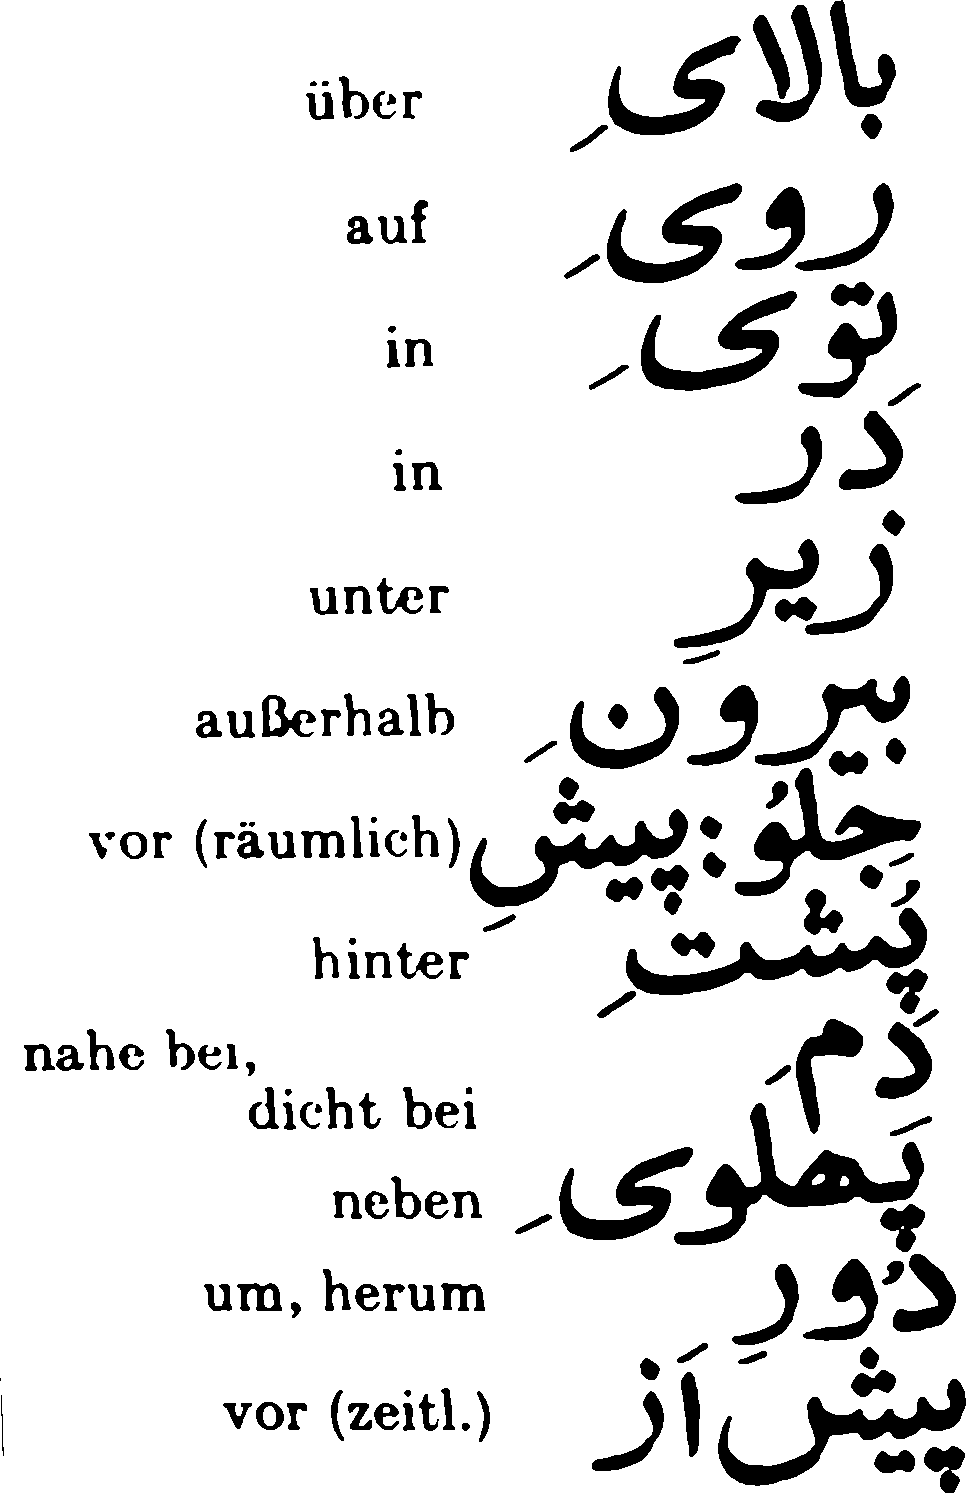 über بالایِ
auf رویِ
in تویِ
in دَر
unter زیرِ
außerhalb بیرونِ
vor (räumlich) جِلُو : پیشِ
hinter پُشتِ
nahe bei,
dicht bei دَمِ
neben پَهلویِ
um, herum دُورِ
vor (zeitl.) پیش اَز